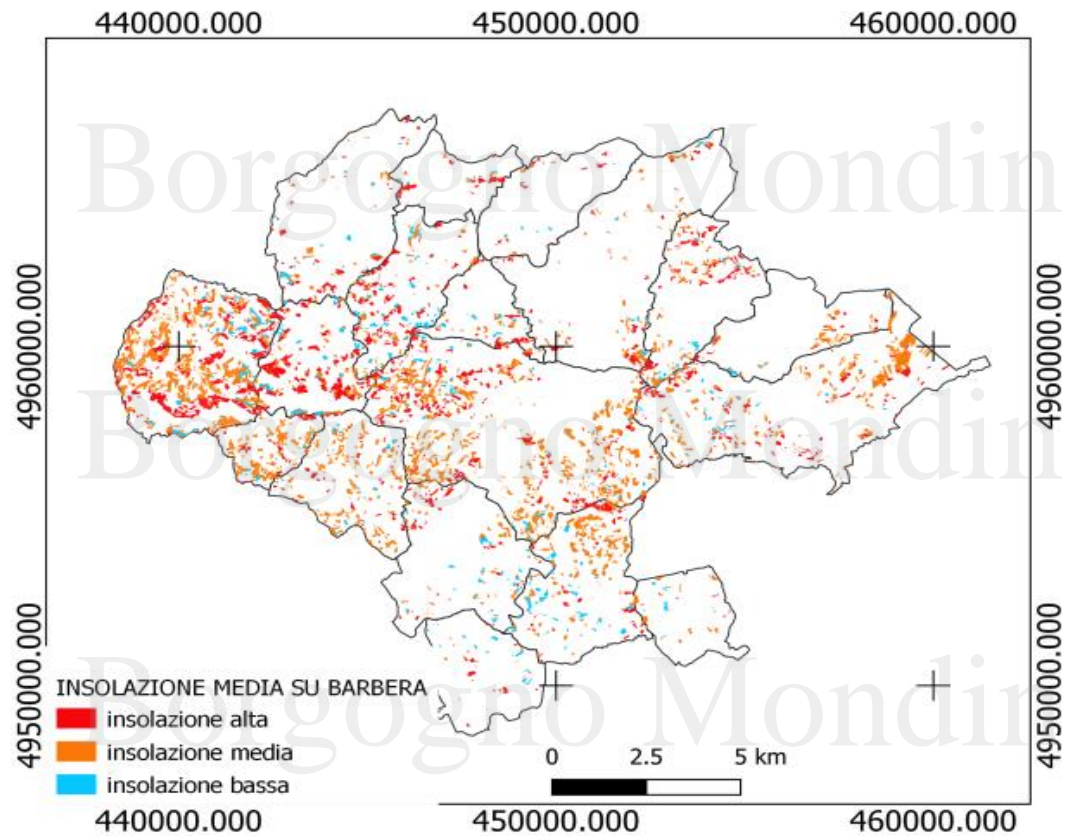 440000.000 450000.000 460000.000
Borgogno Mondin
4960000.000 4960000.000
Borgogno Mondin
4950000.000 4950000.000
Borgogno Mondin
INSOLAZIONE MEDIA SU BARBERA
insolazione alta
insolazione media
insolazione bassa
0 2.5 5 km
440000.000 450000.000 460000.000